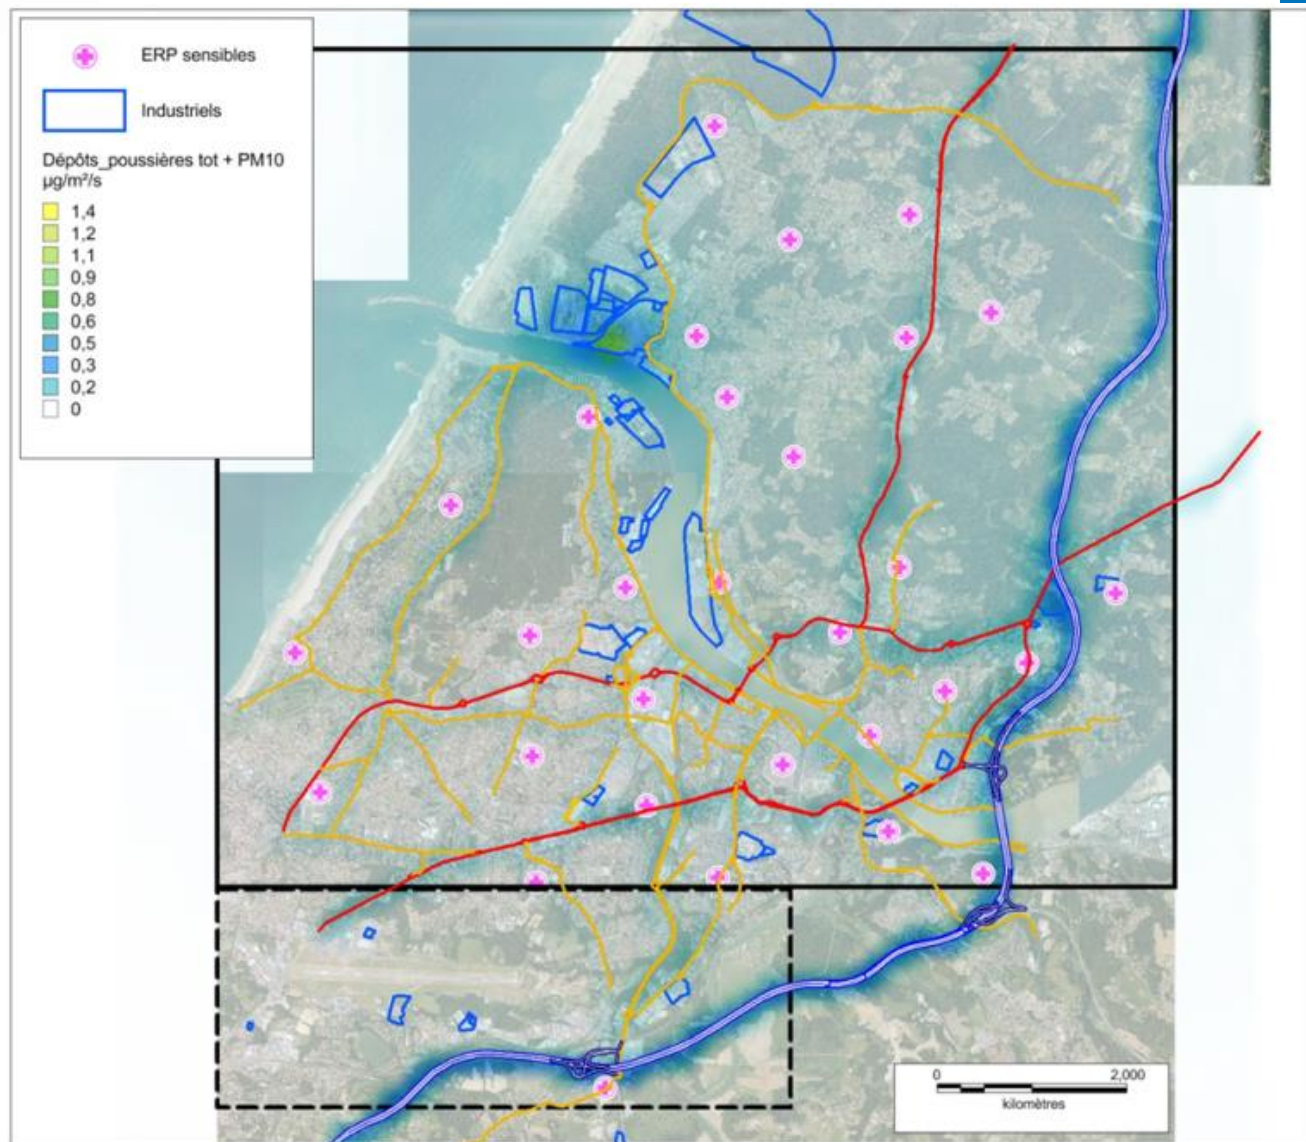 ERP sensibles
Industriels
Dépôts_poussières tot + PM10
µg/m²/s
1,4
1,2
1,1
0,9
0,8
0,6
0,5
0,3
0,2
0
0 2,000
kilomètres